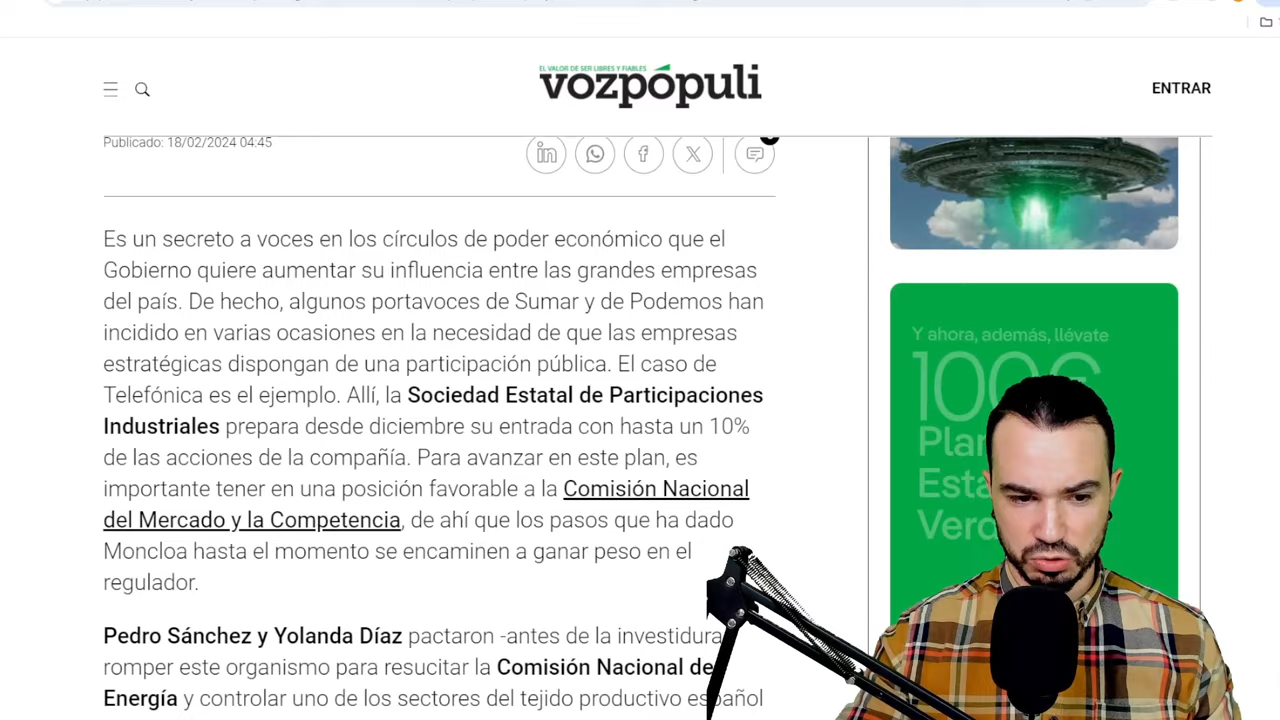 EL VALOR DE SER LIBRES Y FIABLES
vozpópuli
ENTRAR
Publicado: 18/02/2024 04:45
Es un secreto a voces en los círculos de poder económico que el
Gobierno quiere aumentar su influencia entre las grandes empresas
del país. De hecho, algunos portavoces de Sumar y de Podemos han
incidido en varias ocasiones en la necesidad de que las empresas
estratégicas dispongan de una participación pública. El caso de
Telefónica es el ejemplo. Allí, la Sociedad Estatal de Participaciones
Industriales prepara desde diciembre su entrada con hasta un 10%
de las acciones de la compañía. Para avanzar en este plan, es
importante tener en una posición favorable a la Comisión Nacional
del Mercado y la Competencia, de ahí que los pasos que ha dado
Moncloa hasta el momento se encaminen a ganar peso en el
regulador.
Pedro Sánchez y Yolanda Díaz pactaron -antes de la investidura
romper este organismo para resucitar la Comisión Nacional de
Energía y controlar uno de los sectores del tejido productivo español
Y ahora, además, llévate
100€
Plan